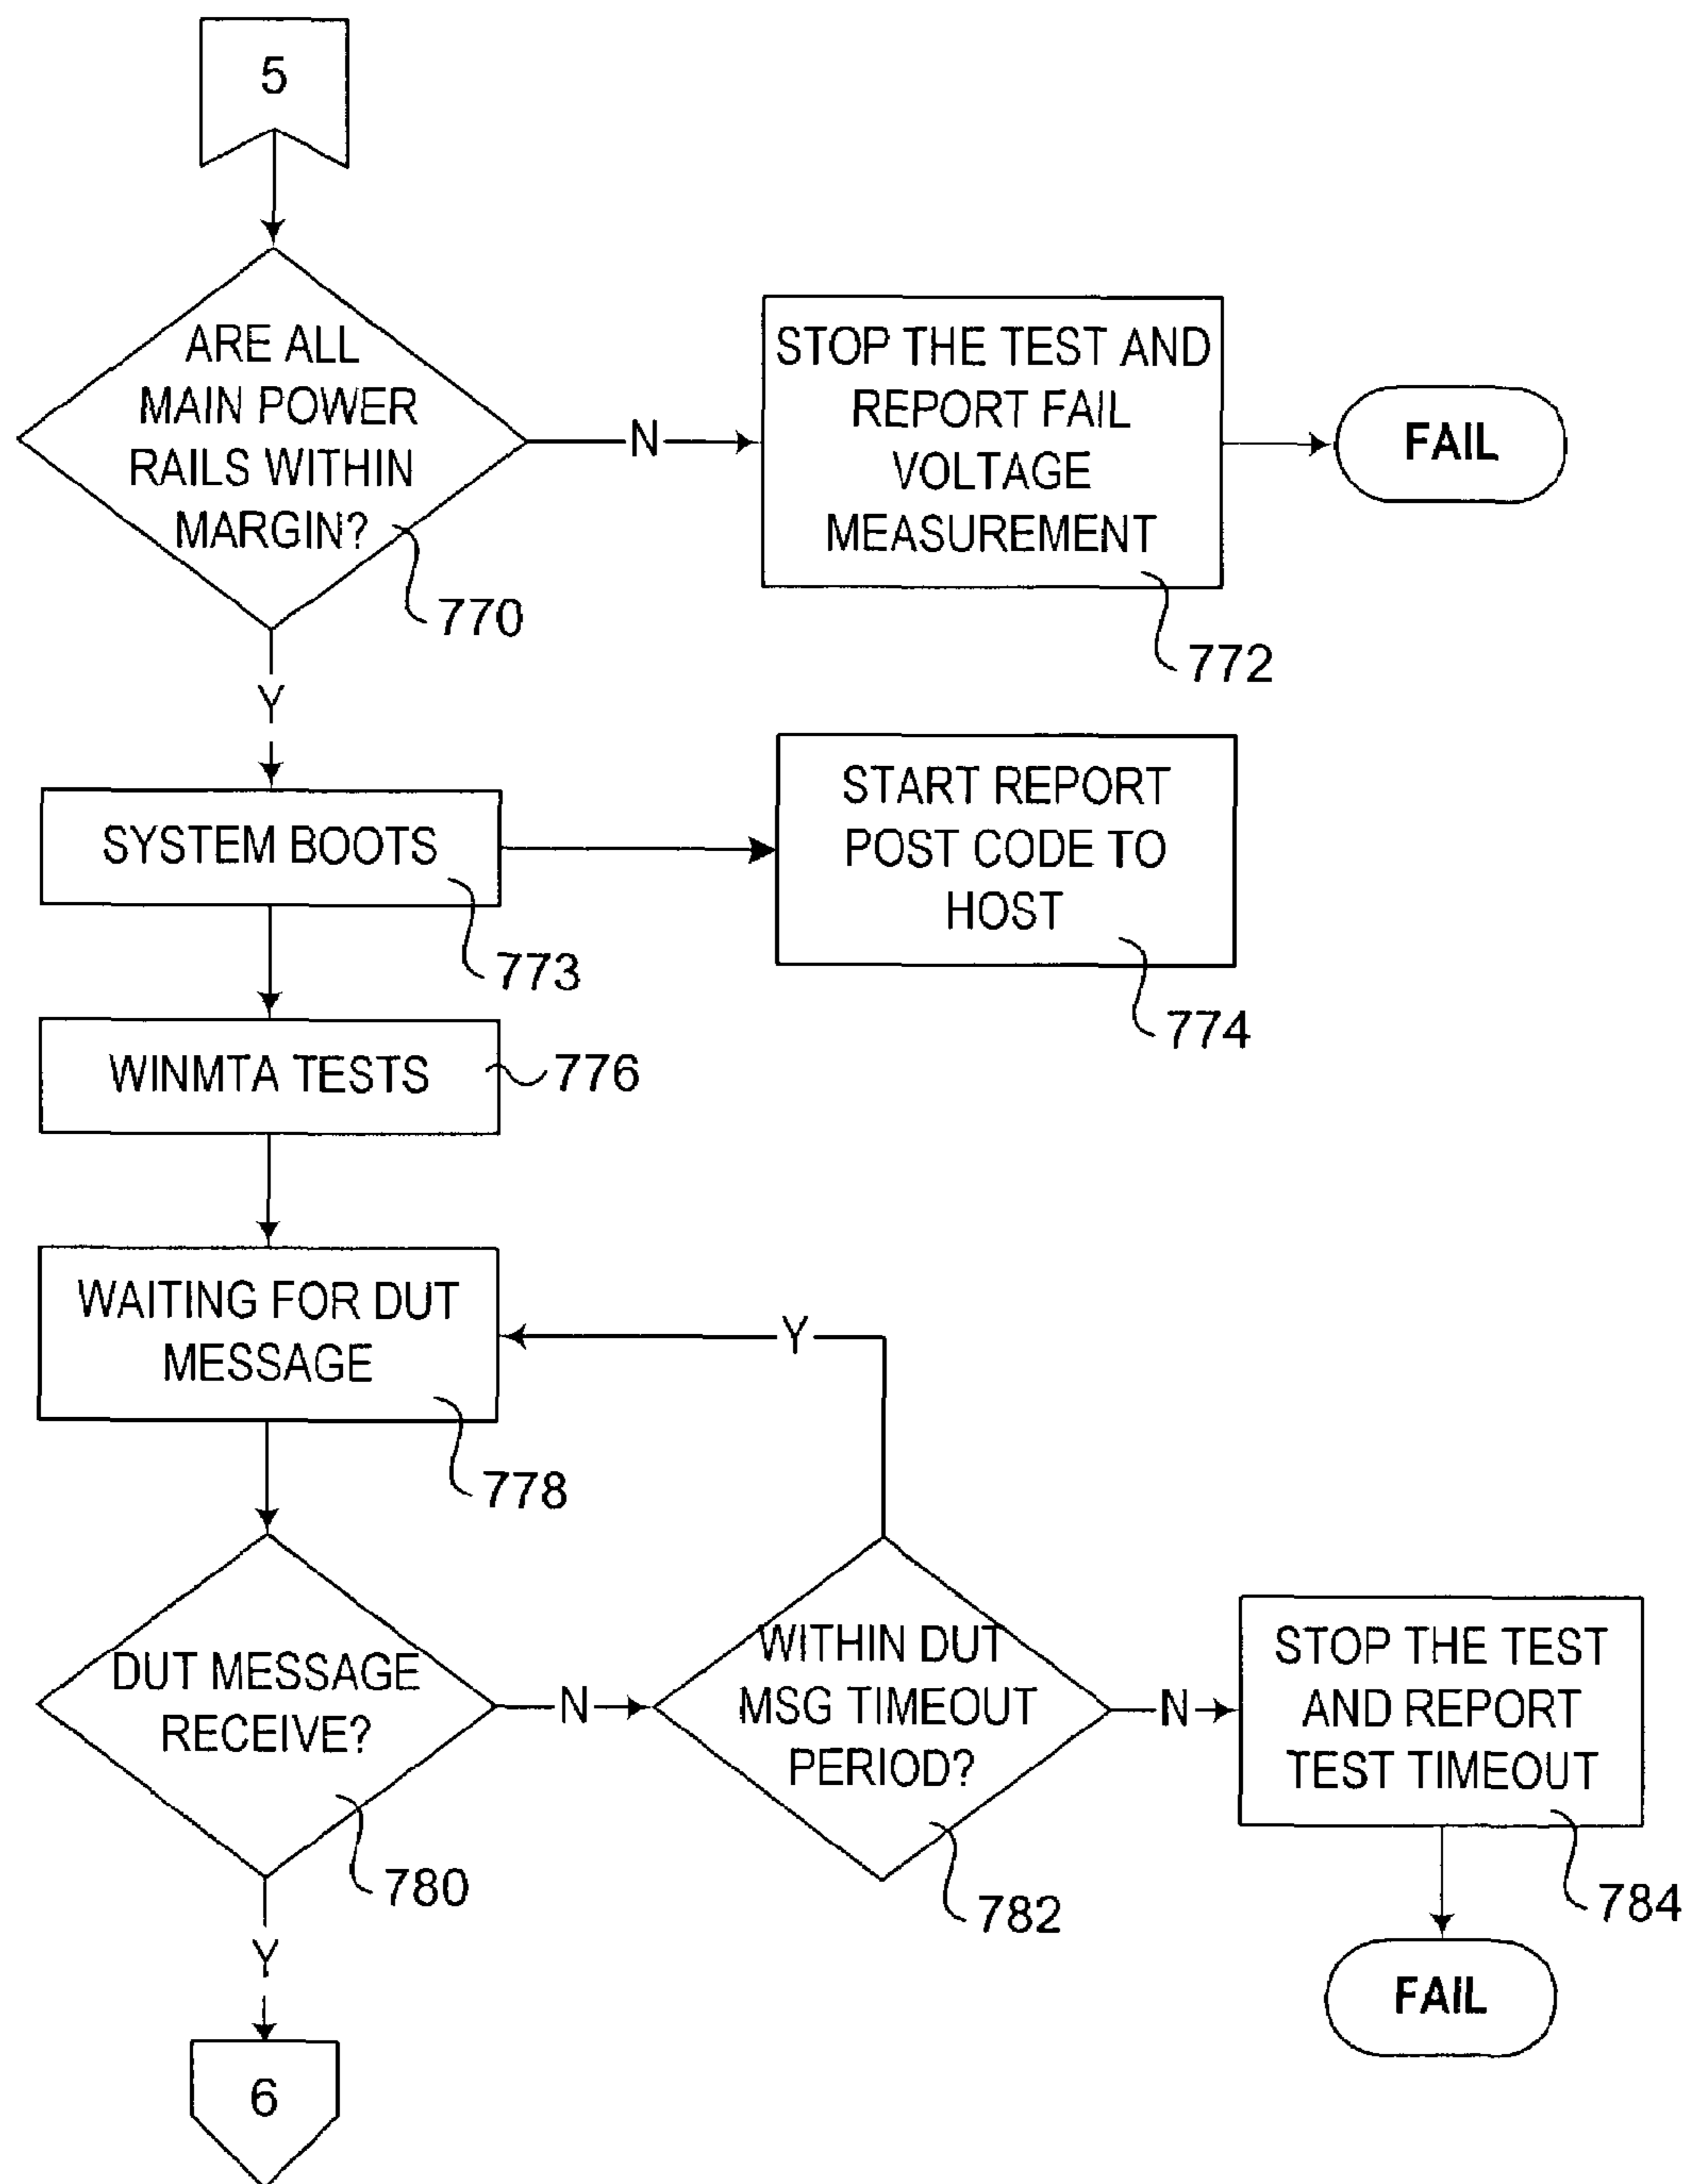 5
ARE ALL
MAIN POWER
RAILS WITHIN
MARGIN?
770
N
STOP THE TEST AND
REPORT FAIL
VOLTAGE
MEASUREMENT
772
FAIL
Y
SYSTEM BOOTS
773
START REPORT
POST CODE TO
HOST
774
WINMTA TESTS
776
WAITING FOR DUT
MESSAGE
778
Y
DUT MESSAGE
RECEIVE?
780
N
WITHIN DUT
MSG TIMEOUT
PERIOD?
782
N
STOP THE TEST
AND REPORT
TEST TIMEOUT
784
FAIL
Y
6